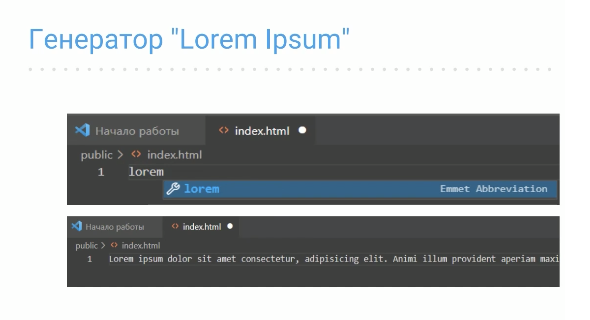 Генератор "Lorem Ipsum"
Начало работы index.html
public > index.html
1 lorem
lorem Emmet Abbreviation
Начало работы index.html
public > index.html
1 Lorem ipsum dolor sit amet consectetur, adipisicing elit. Animi illum provident aperiam maxi